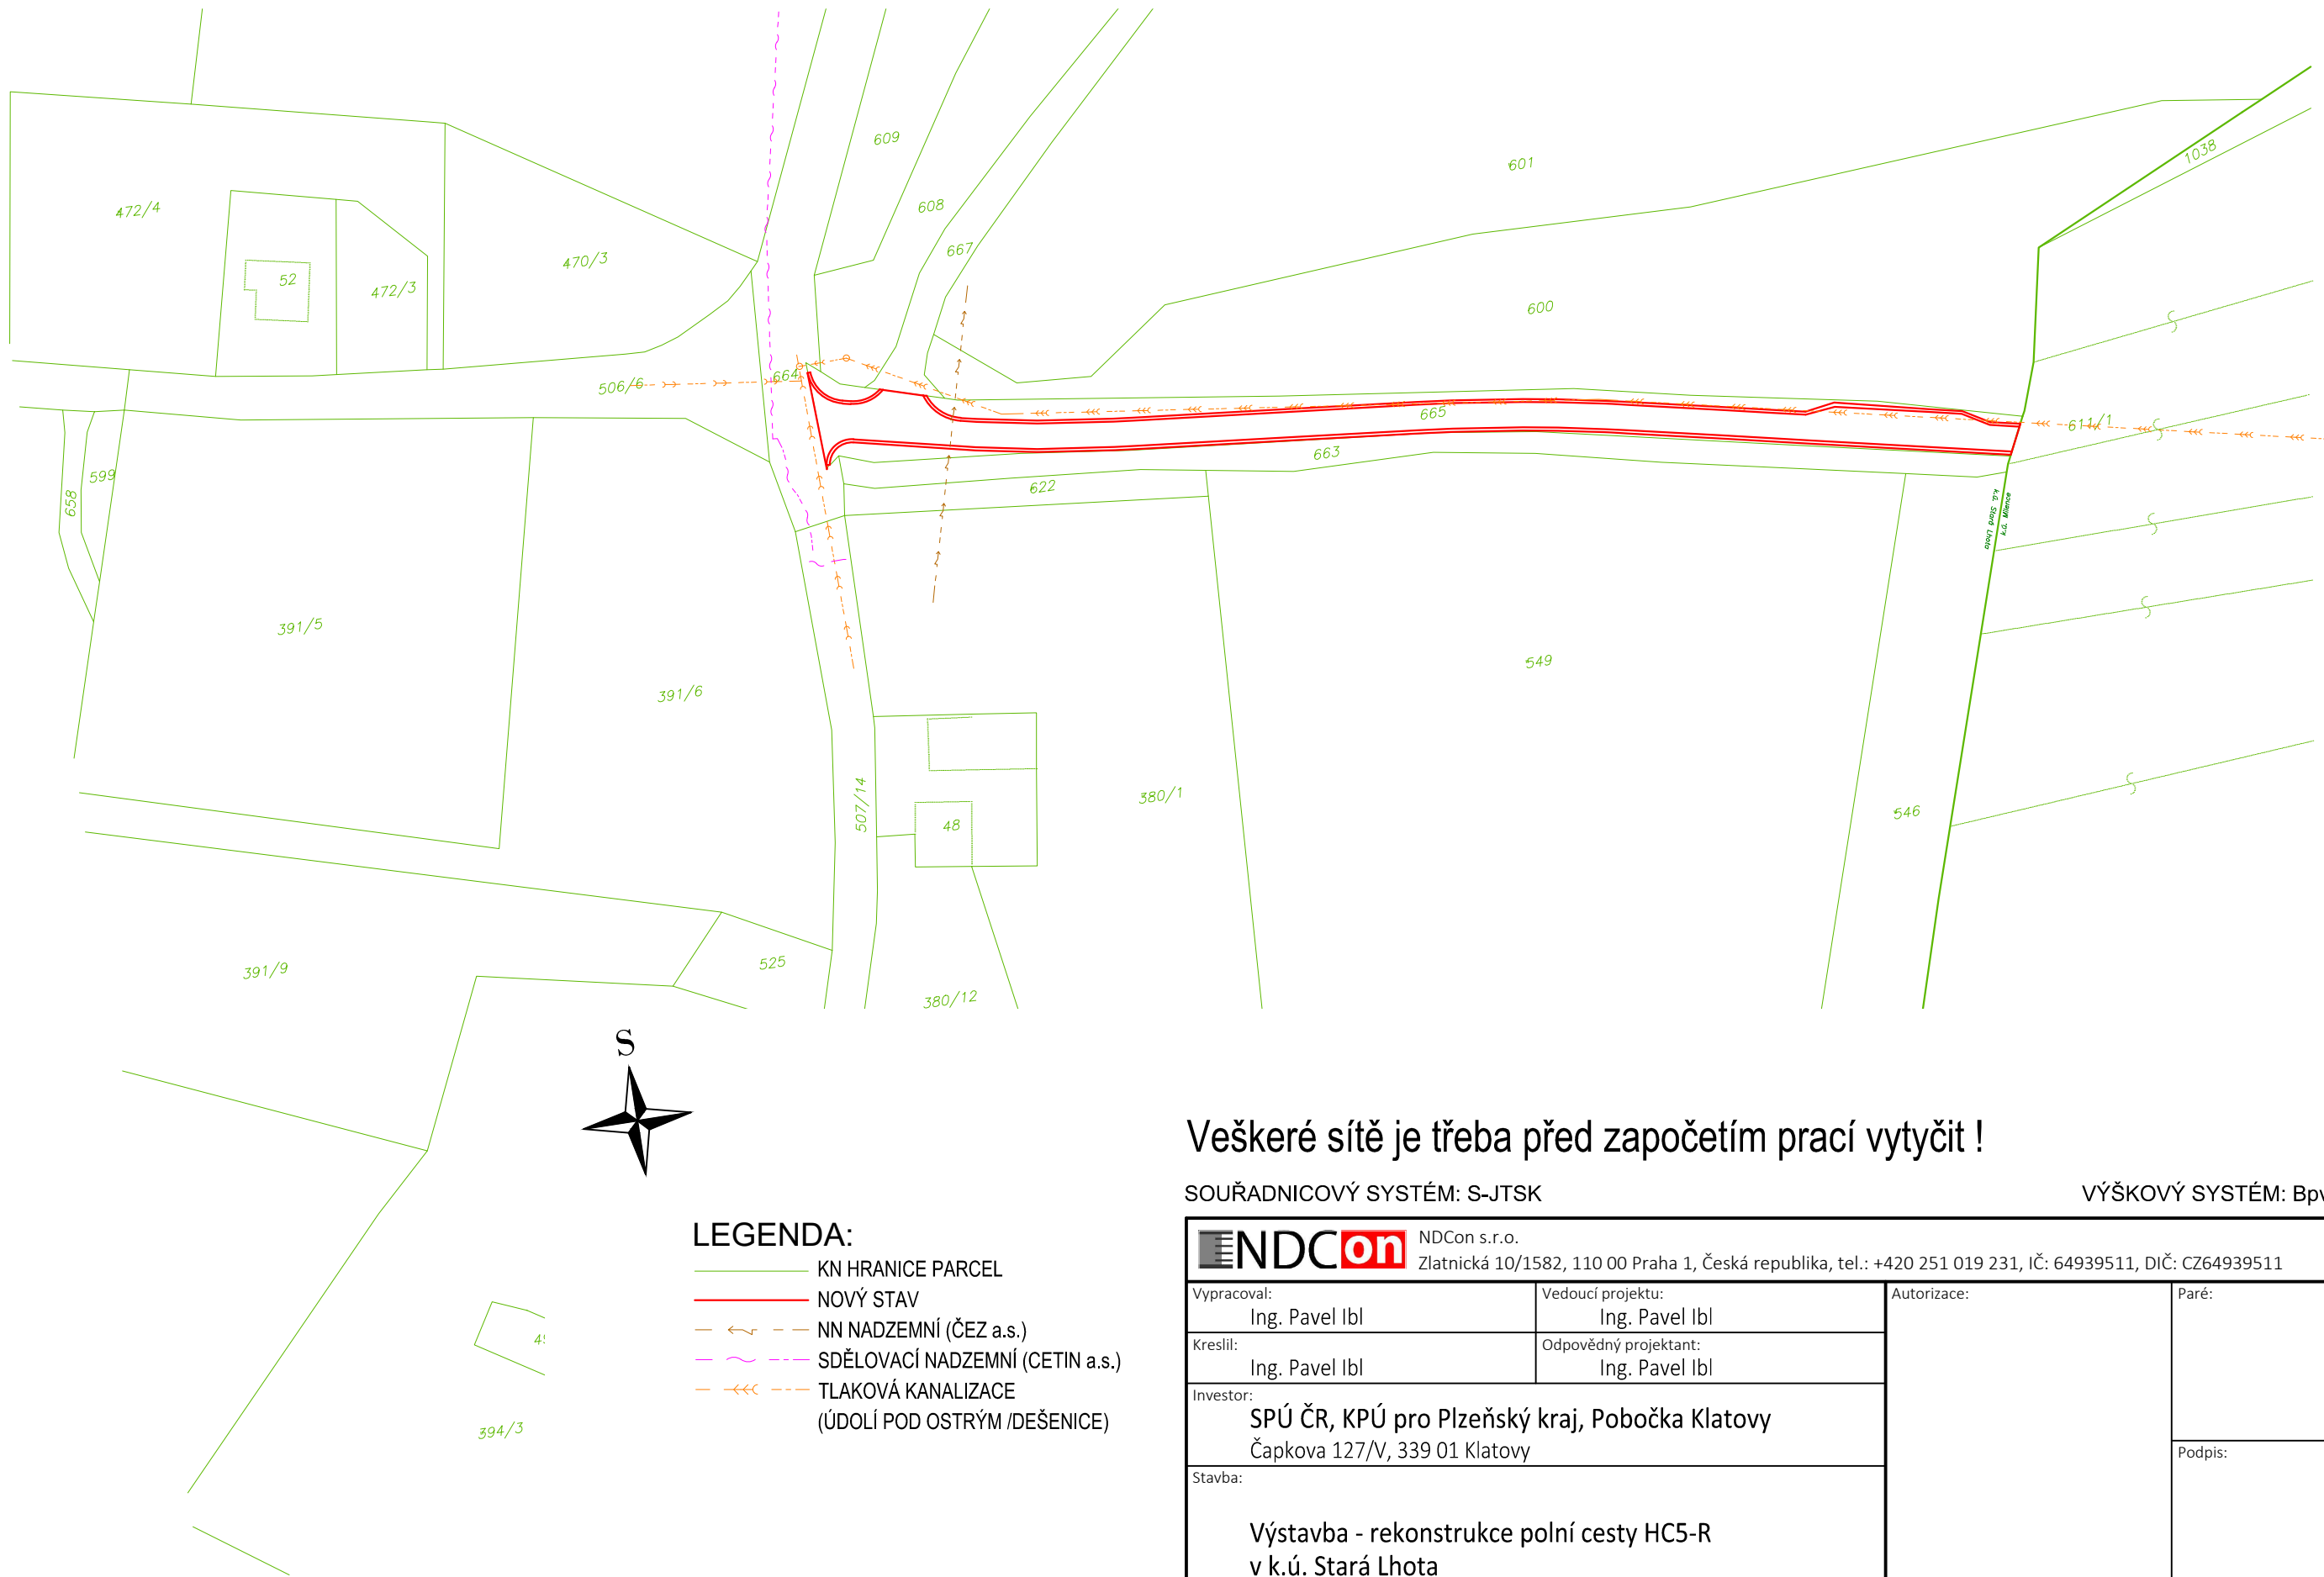 609
601
1038
472/4
608
667
470/3
52
472/3
600
664
506/6
665
611/1
663
599
658
622
k.ú. Stará Lhota
k.ú. Milence
391/5
549
391/6
507/14
380/1
48
546
525
391/9
380/12
S
Veškeré sítě je třeba před započetím prací vytyčit !
SOUŘADNICOVÝ SYSTÉM: S-JTSK
VÝŠKOVÝ SYSTÉM: Bpv
LEGENDA:
KN HRANICE PARCEL
NOVÝ STAV
NN NADZEMNÍ (ČEZ a.s.)
SDĚLOVACÍ NADZEMNÍ (CETIN a.s.)
TLAKOVÁ KANALIZACE
(ÚDOLÍ POD OSTRÝM /DEŠENICE)
394/3
NDCon
NDCon s.r.o.
Zlatnická 10/1582, 110 00 Praha 1, Česká republika, tel.: +420 251 019 231, IČ: 64939511, DIČ: CZ64939511
Vypracoval:
Ing. Pavel Ibl
Vedoucí projektu:
Ing. Pavel Ibl
Autorizace:
Paré:
Kreslil:
Ing. Pavel Ibl
Odpovědný projektant:
Ing. Pavel Ibl
Investor:
SPÚ ČR, KPÚ pro Plzeňský kraj, Pobočka Klatovy
Čapkova 127/V, 339 01 Klatovy
Podpis:
Stavba:
Výstavba - rekonstrukce polní cesty HC5-R
v k.ú. Stará Lhota